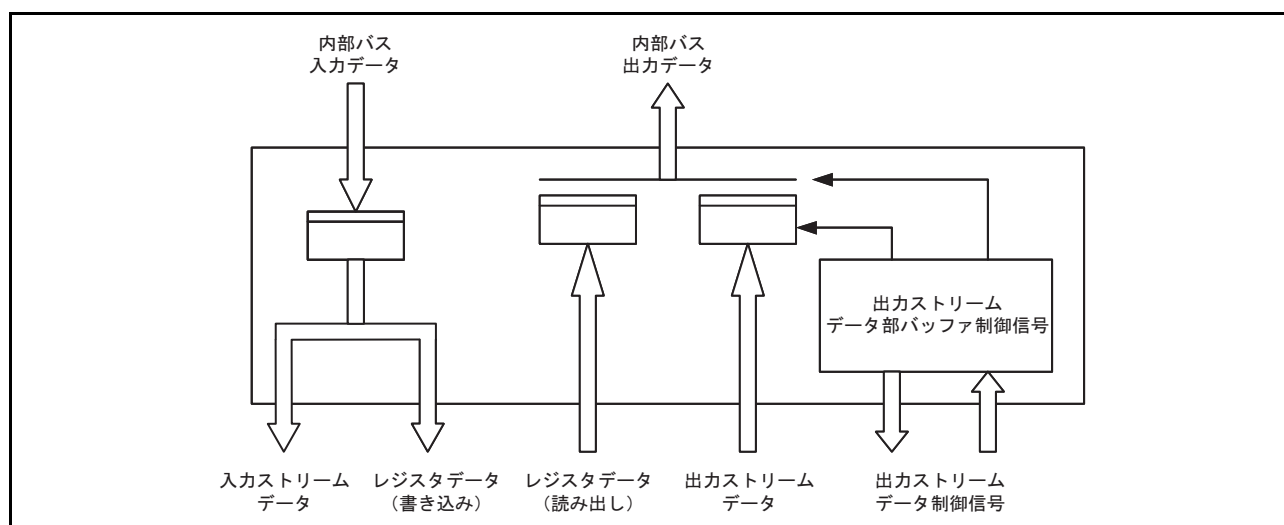 内部バス
入力データ
内部バス
出力データ
出力ストリーム
データ部バッファ制御信号
入力ストリーム
データ
レジスタデータ
（書き込み）
レジスタデータ
（読み出し）
出力ストリーム
データ
出力ストリーム
データ制御信号